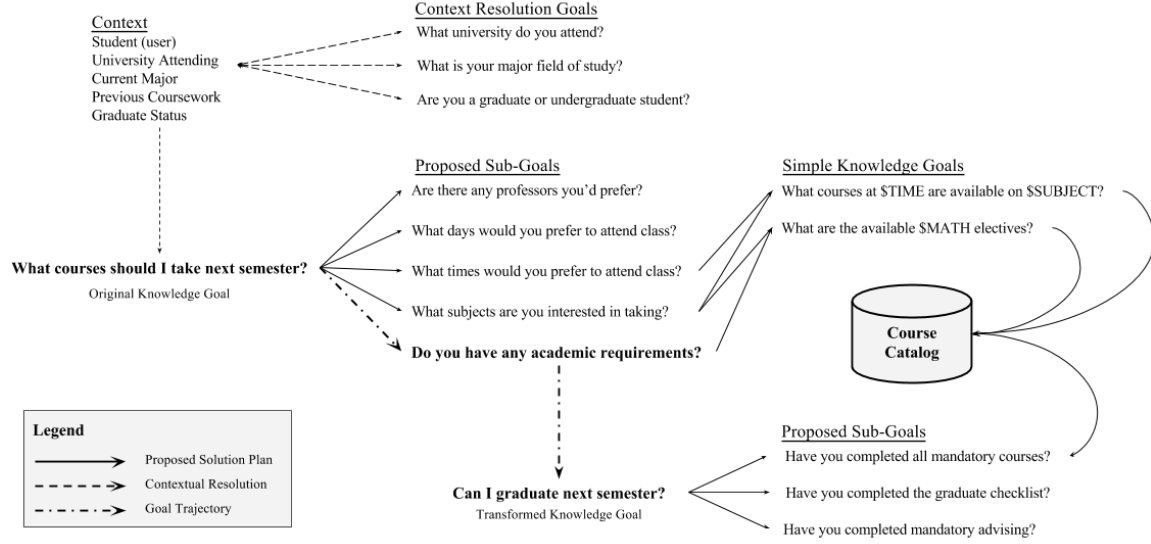 Context
Student (user)
University Attending
Current Major
Previous Coursework
Graduate Status
Context Resolution Goals
What university do you attend?
What is your major field of study?
Are you a graduate or undergraduate student?
What courses should I take next semester?
Original Knowledge Goal
Proposed Sub-Goals
Are there any professors you’d prefer?
What days would you prefer to attend class?
What times would you prefer to attend class?
What subjects are you interested in taking?
Do you have any academic requirements?
Simple Knowledge Goals
What courses at $TIME are available on $SUBJECT?
What are the available $MATH electives?
Course
Catalog
Legend
Proposed Solution Plan
Contextual Resolution
Goal Trajectory
Can I graduate next semester?
Transformed Knowledge Goal
Proposed Sub-Goals
Have you completed all mandatory courses?
Have you completed the graduate checklist?
Have you completed mandatory advising?